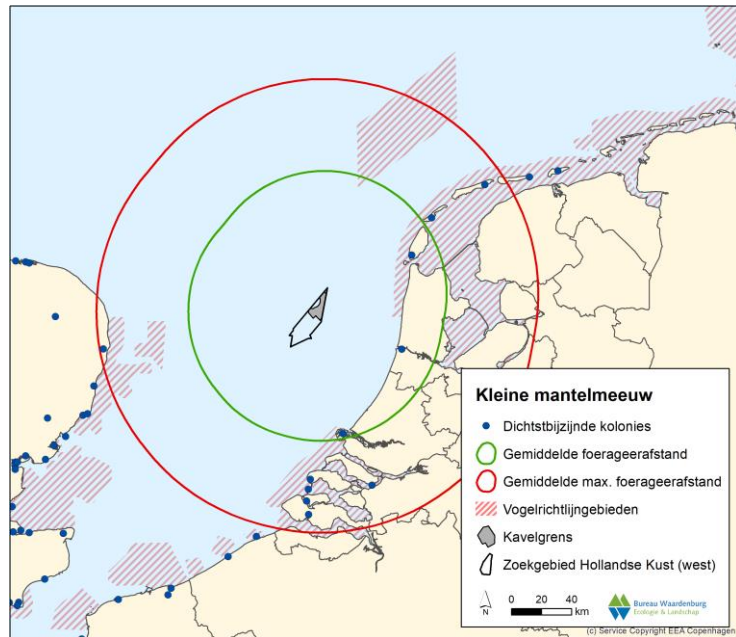 Kleine mantelmeeuw
Dichtstbijzijnde kolonies
Gemiddelde foerageerafstand
Gemiddelde max. foerageerafstand
Vogelrichtlijngebieden
Kavelgrens
Zoekgebied Hollandse Kust (west)
N
0 20 40 km
Bureau Waardenburg
Ecologie & Landschap
(c) Service Copyright EEA Copenhagen